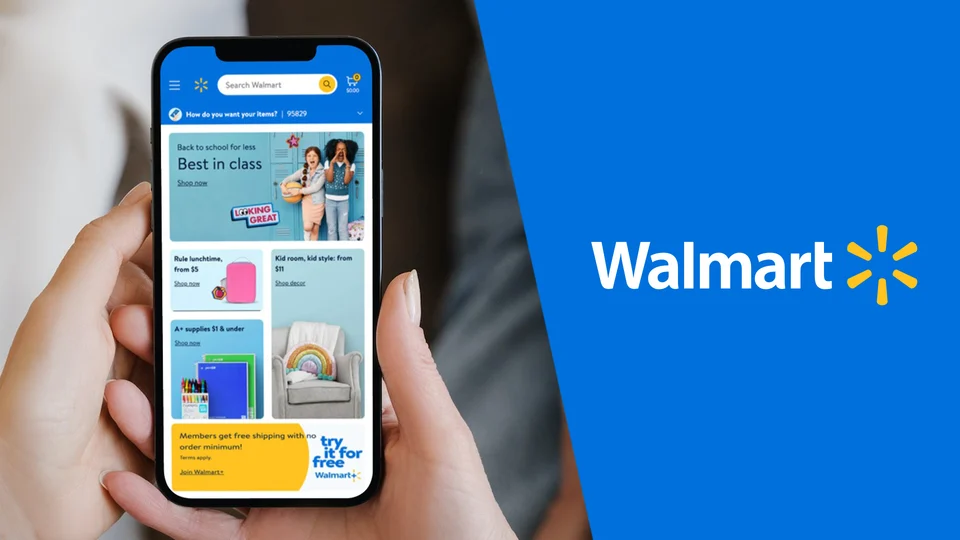 Search Walmart
0
$0.00
How do you want your items? | 95829
Back to school for less
Best in class
Shop now
LOOKING
GREAT
Rule lunchtime,
from $5
Shop now
Kid room, kid style: from
$11
Shop decor
A+ supplies $1 & under
Shop now
Members get free shipping with no
order minimum!
Terms apply.
Join Walmart+
try
it for
free
Walmart+
Walmart